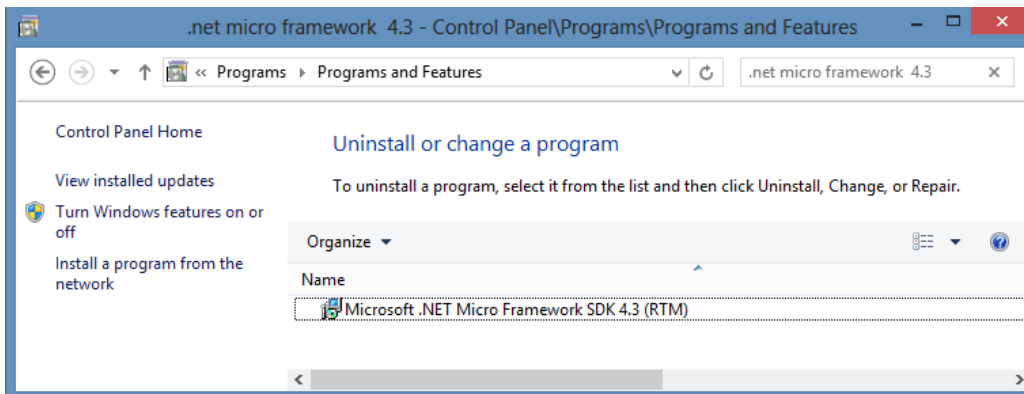 .net micro framework  4.3 - Control Panel\Programs\Programs and Features
« Programs Programs and Features
.net micro framework  4.3
Control Panel Home
Uninstall or change a program
View installed updates
To uninstall a program, select it from the list and then click Uninstall, Change, or Repair.
Turn Windows features on or
off
Organize
Install a program from the
network
Name
Microsoft .NET Micro Framework SDK 4.3 (RTM)